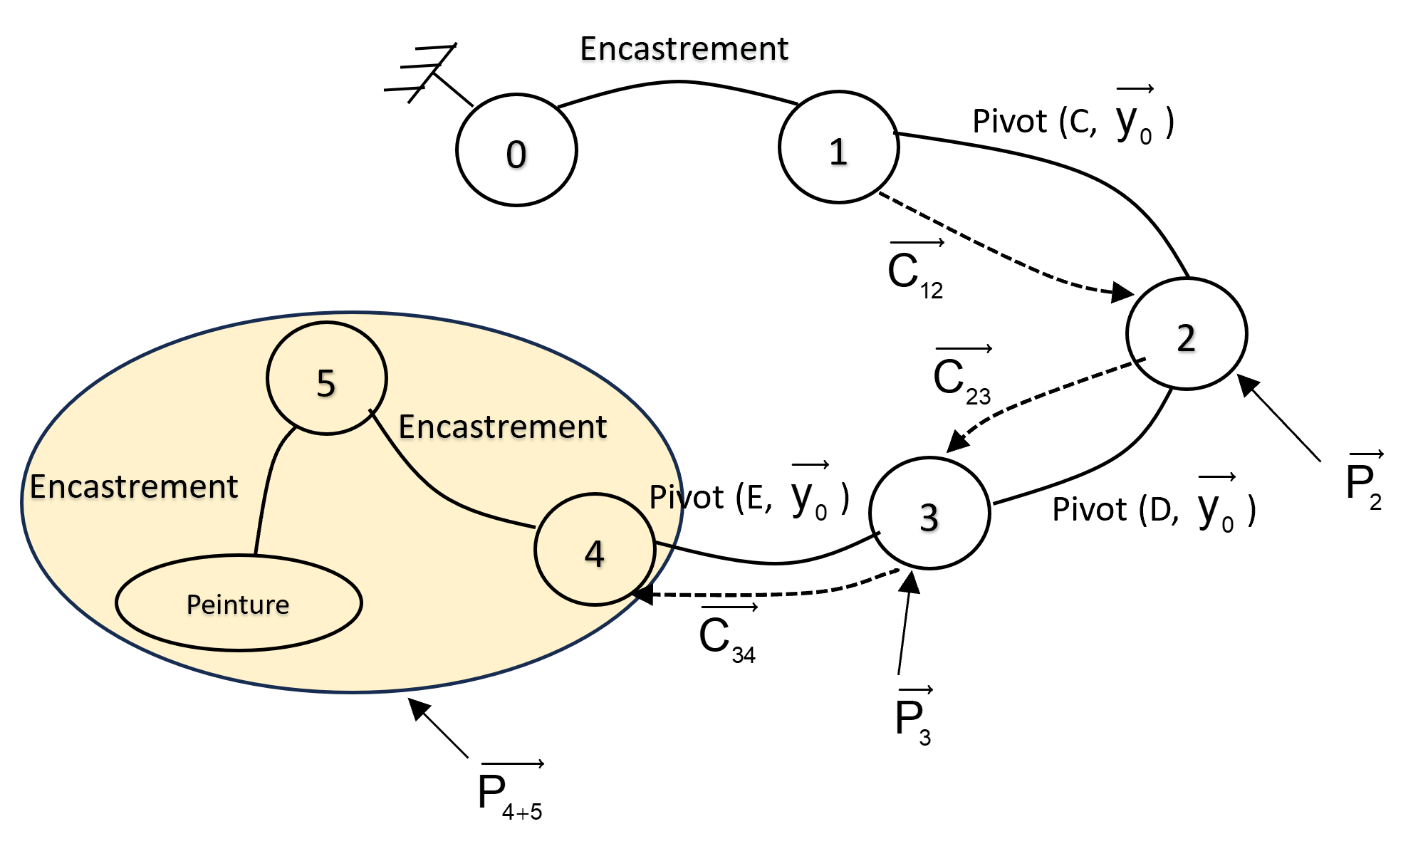 Encastrement
0
1
Pivot (C, y₀ )
C₁₂
2
C₂₃
5
Encastrement
Encastrement
Pivot (E, y₀ )
3
Pivot (D, y₀ )
P₂
4
Peinture
C₃₄
P₃
P₄₊₅